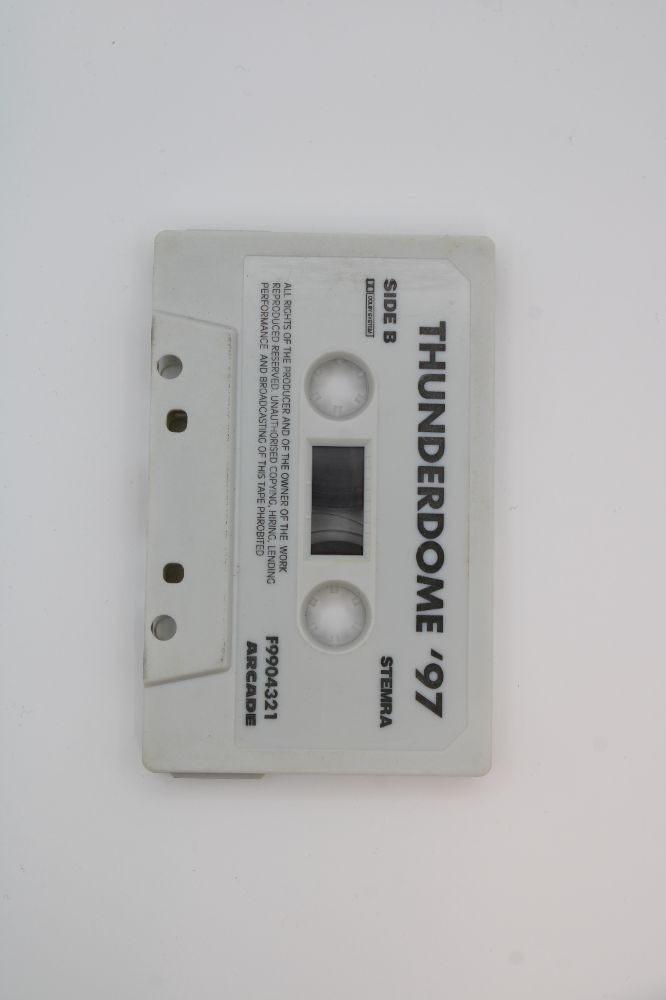 THUNDERDOME '97
SIDE B
DOLBY SYSTEM
STEMRA
ALL RIGHTS OF THE PRODUCER AND OF THE OWNER OF THE WORK
REPRODUCED RESERVED. UNAUTHORISED COPYING, HIRING, LENDING
PERFORMANCE AND BROADCASTING OF THIS TAPE PHROBITED
F9904321
ARCADE